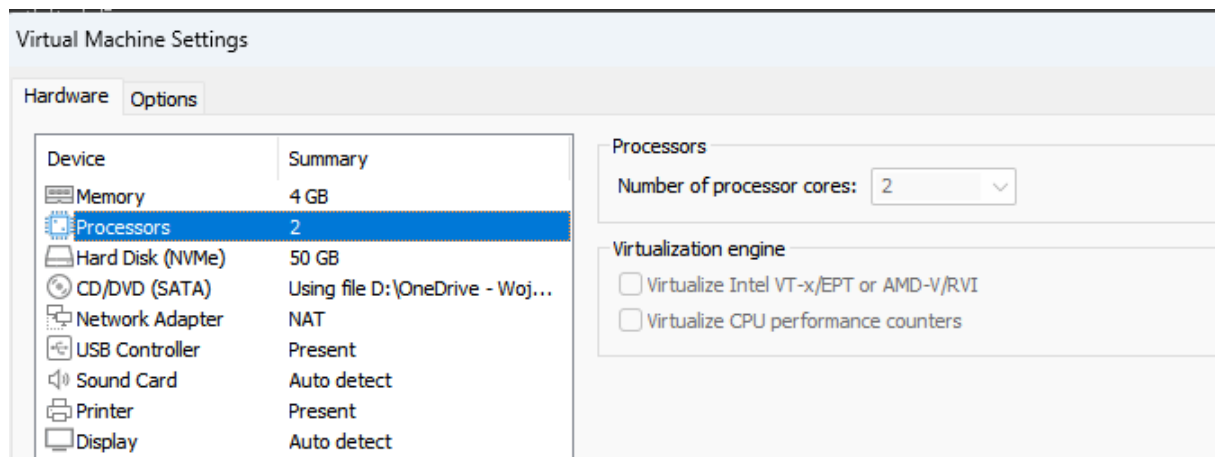 Virtual Machine Settings
Hardware Options
Device Summary
Memory 4 GB
Processors 2
Hard Disk (NVMe) 50 GB
CD/DVD (SATA) Using file D:\OneDrive - Woj...
Network Adapter NAT
USB Controller Present
Sound Card Auto detect
Printer Present
Display Auto detect
Processors
Number of processor cores: 2
Virtualization engine
Virtualize Intel VT-x/EPT or AMD-V/RVI
Virtualize CPU performance counters